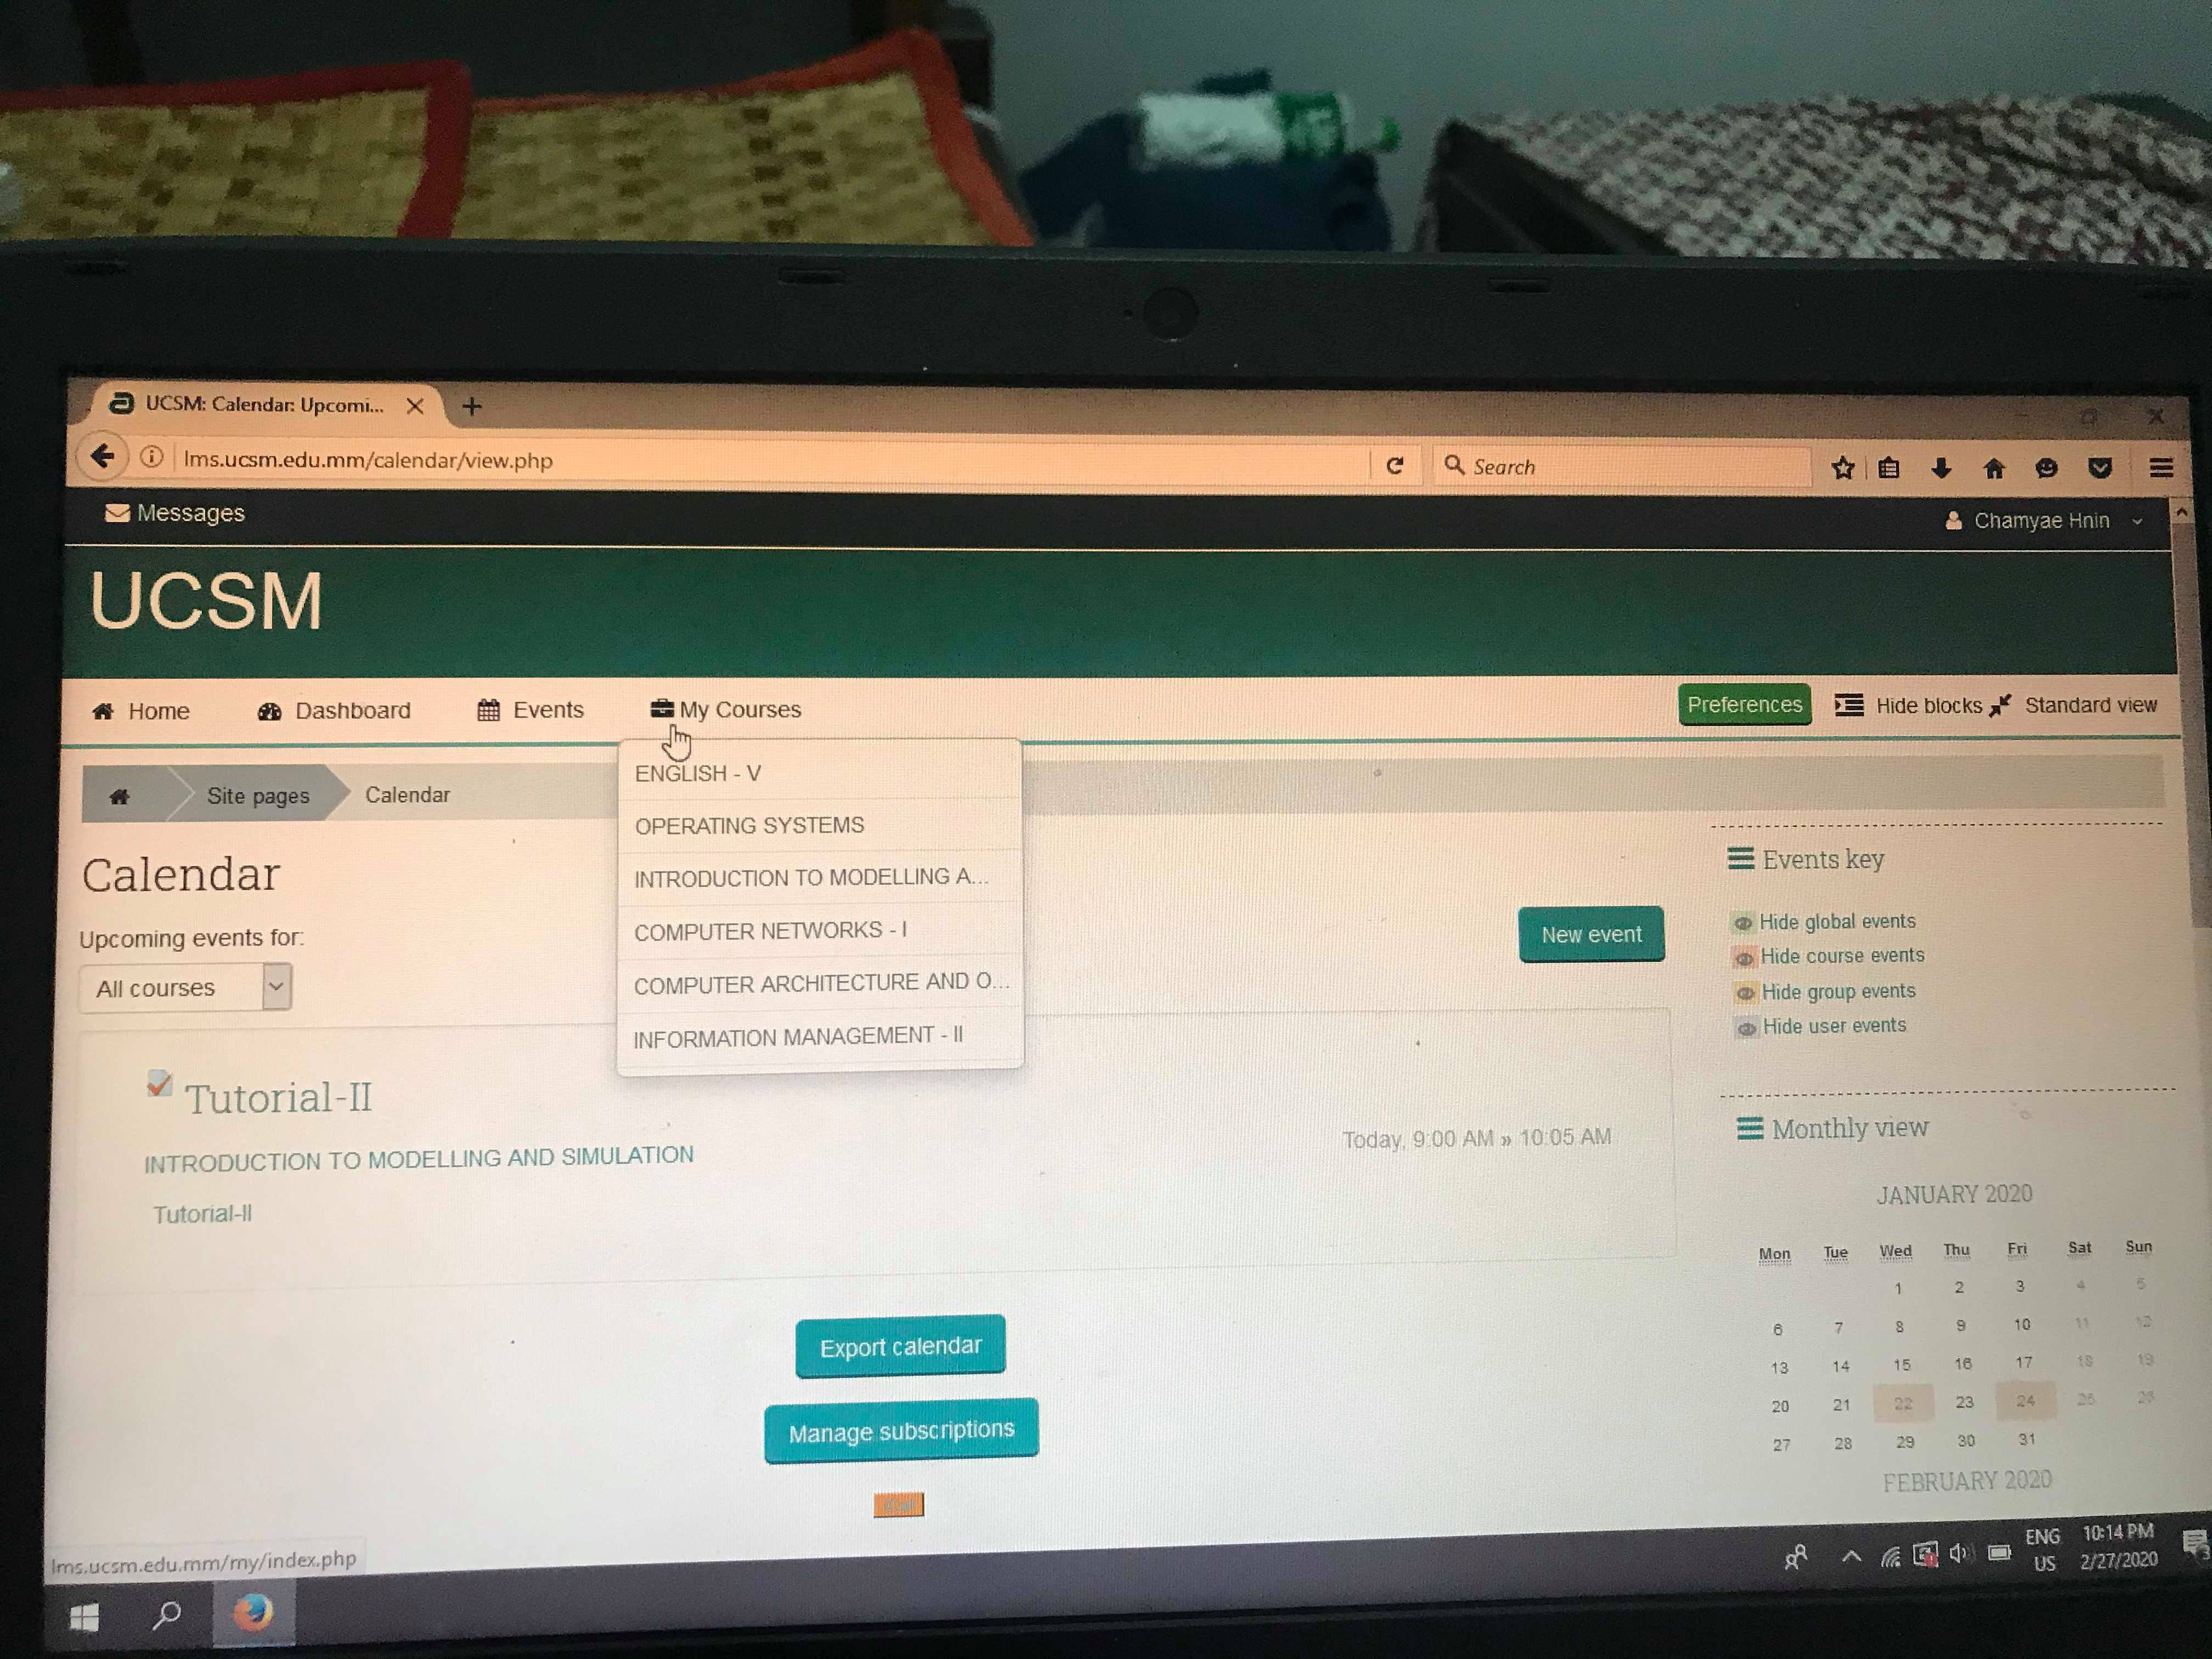 UCSM: Calendar: Upcomi...
lms.ucsm.edu.mm/calendar/view.php
Search
Messages
Chamyae Hnin
UCSM
Home Dashboard Events My Courses
Preferences Hide blocks Standard view
Site pages Calendar
ENGLISH - V
OPERATING SYSTEMS
INTRODUCTION TO MODELLING A...
COMPUTER NETWORKS - I
COMPUTER ARCHITECTURE AND O...
INFORMATION MANAGEMENT - II
Calendar
Upcoming events for:
All courses
New event
Tutorial-II
INTRODUCTION TO MODELLING AND SIMULATION
Tutorial-II
Today, 9:00 AM » 10:05 AM
Export calendar
Manage subscriptions
Events key
Hide global events
Hide course events
Hide group events
Hide user events
Monthly view
JANUARY 2020
Mon Tue Wed Thu Fri Sat Sun
1 2 3 4 5
6 7 8 9 10 11 12
13 14 15 16 17 18 19
20 21 22 23 24 25 26
27 28 29 30 31
FEBRUARY 2020
lms.ucsm.edu.mm/my/index.php
ENG
US
10:14 PM
2/27/2020